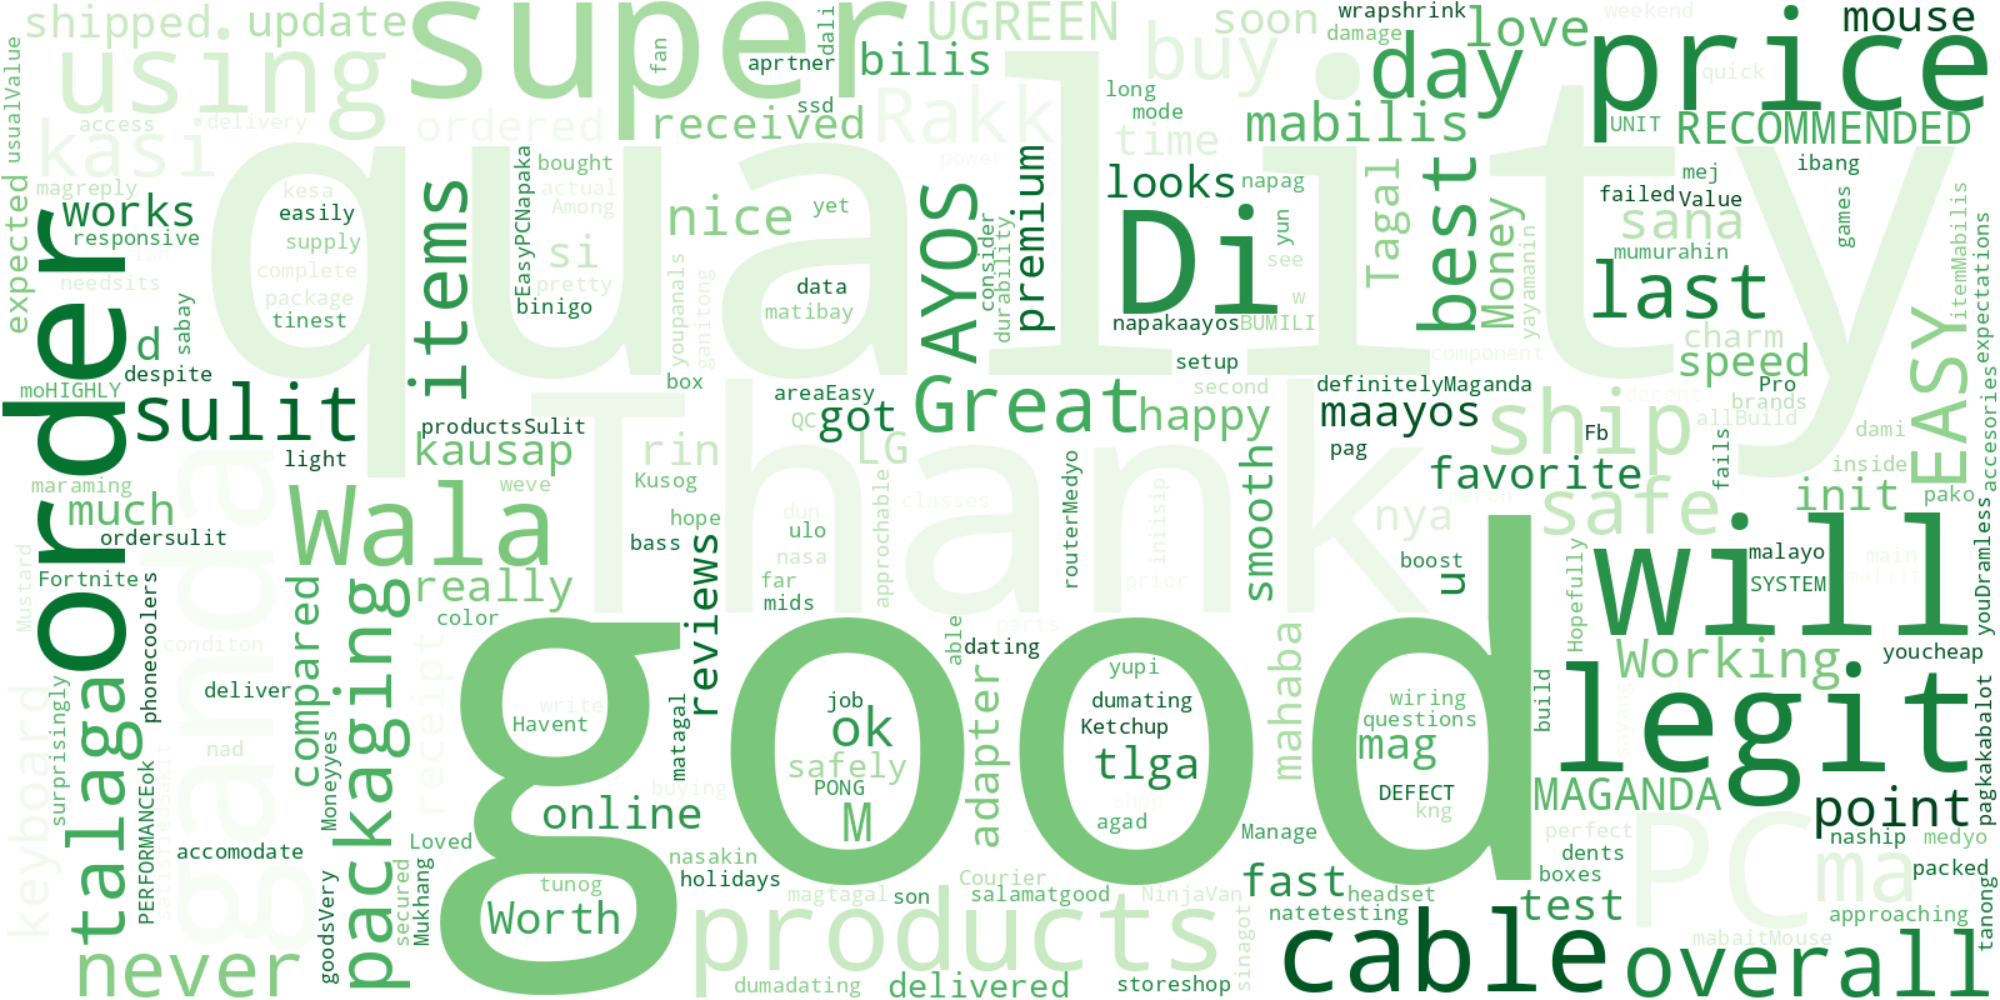 shipped
update
super
UGREEN
soon
wrapshrink
damage
love
weekend
mouse
using
fan
aprtner
dali
bilis
buy
day
price
quick
usualValue
access
delivery
kasi
ordered
ssd
received
Rakk
long
mode
time
mabilis
UNIT
RECOMMENDED
magreply
kesa
EasyPCNapaka
bought
actual
Among
power
premium
looks
napag
Tagal
best
mej
failed
Value
ibang
games
expected
works
responsive
easily
supply
items
nice
yet
quality
AYOS
consider
durability
Di
yun
see
Money
yayamanin
sana
mumurahin
itemMabilis
expectations
order
needsits
complete
package
tinest
si
pretty
binigo
youpanals
ganitong
data
matibay
w
napakaayos
BUMILI
last
charm
EASY
d
sabay
setup
component
speed
moHIGHLY
despite
sulit
box
areaEasy
Great
second
definitelyMaganda
decent
Pro
brands
accesories
productsSulit
QC
got
happy
maayos
ship
Fb
allBuild
dami
light
kausap
rin
LG
pag
fails
inside
maraming
weve
Kusog
Thank
approchable
classes
routerMedyo
smooth
favorite
meron
init
pako
much
Wala
hope
dun
iniisip
nya
safe
ordersulit
bass
ulo
nasa
will
malayo
main
maliit
youDramless
Mustard
Fortnite
ganda
compared
packaging
really
reviews
far
mids
prior
boost
u
Hopefully
SYSTEM
phonecoolers
color
parts
conditon
good
able
dating
mahaba
Working
youcheap
keyboard
surprisingly
talaga
deliver
receipt
write
Havent
matagal
job
ok
adapter
yupi
dumating
Ketchup
wiring
questions
build
sayang
legit
pagkakabalot
nad
Moneyyes
safely
tlga
mag
PERFORMANCEok
satisfiedSakit
buying
PONG
shop
DEFECT
MAGANDA
point
online
M
agad
Manage
kng
PC
accomodate
Loved
nasakin
perfect
naship
medyo
ma
secured
Mukhang
tunog
holidays
Courier
fast
dents
boxes
packed
goodsVery
Worth
magtagal
son
salamatgood
NinjaVan
headset
natetesting
test
approaching
tanong
never
products
sinagot
cable
mabaitMouse
overall
dumadating
delivered
storeshop